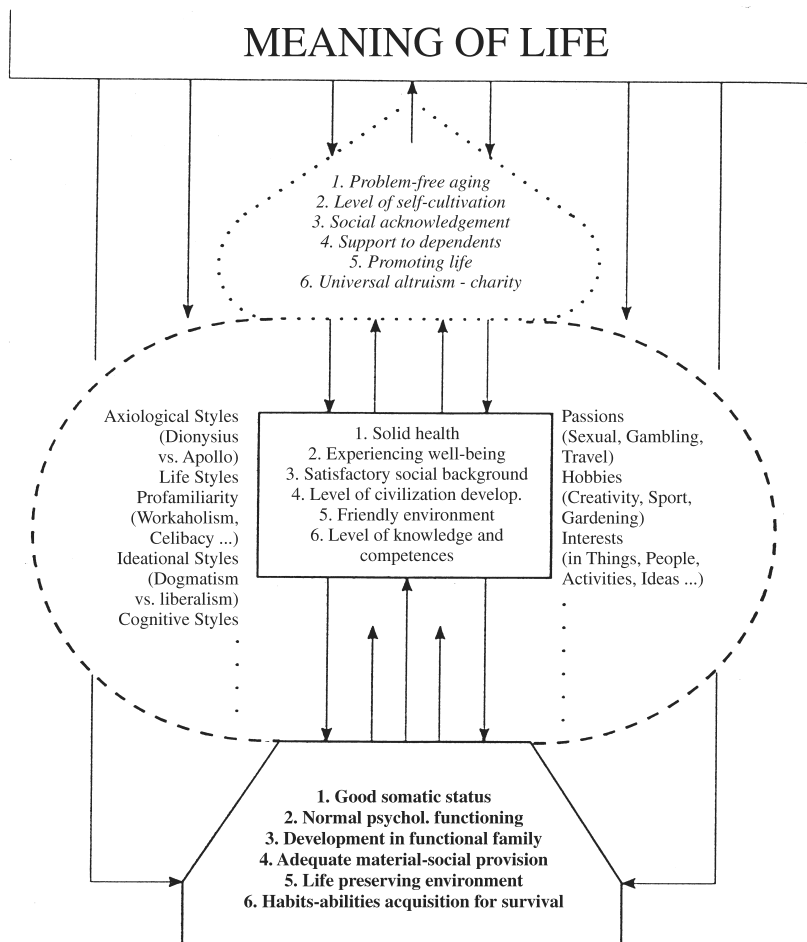 MEANING OF LIFE
1. Problem-free aging
2. Level of self-cultivation
3. Social acknowledgement
4. Support to dependents
5. Promoting life
6. Universal altruism - charity
Axiological Styles
(Dionysius
vs. Apollo)
Life Styles
Profamiliarity
(Workaholism,
Celibacy ...)
Ideational Styles
(Dogmatism
vs. liberalism)
Cognitive Styles
1. Solid health
2. Experiencing well-being
3. Satisfactory social background
4. Level of civilization develop.
5. Friendly environment
6. Level of knowledge and
competences
Passions
(Sexual, Gambling,
Travel)
Hobbies
(Creativity, Sport,
Gardening)
Interests
(in Things, People,
Activities, Ideas ...)
1. Good somatic status
2. Normal psychol. functioning
3. Development in functional family
4. Adequate material-social provision
5. Life preserving environment
6. Habits-abilities acquisition for survival